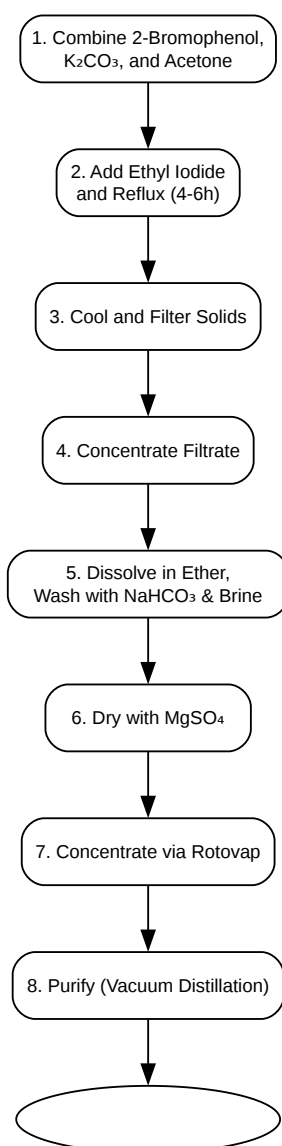 1. Combine 2-Bromophenol,
K₂CO₃, and Acetone
2. Add Ethyl Iodide
and Reflux (4-6h)
3. Cool and Filter Solids
4. Concentrate Filtrate
5. Dissolve in Ether,
Wash with NaHCO₃ & Brine
6. Dry with MgSO₄
7. Concentrate via Rotovap
8. Purify (Vacuum Distillation)